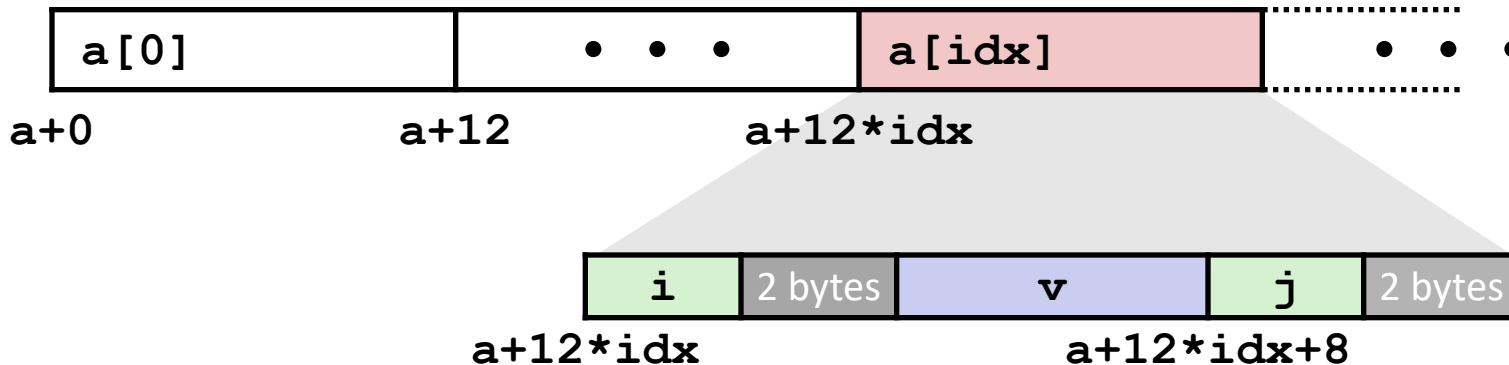 a[0] • • • a[idx] • • •
a+0 a+12 a+12*idx
i 2 bytes v j 2 bytes
a+12*idx a+12*idx+8